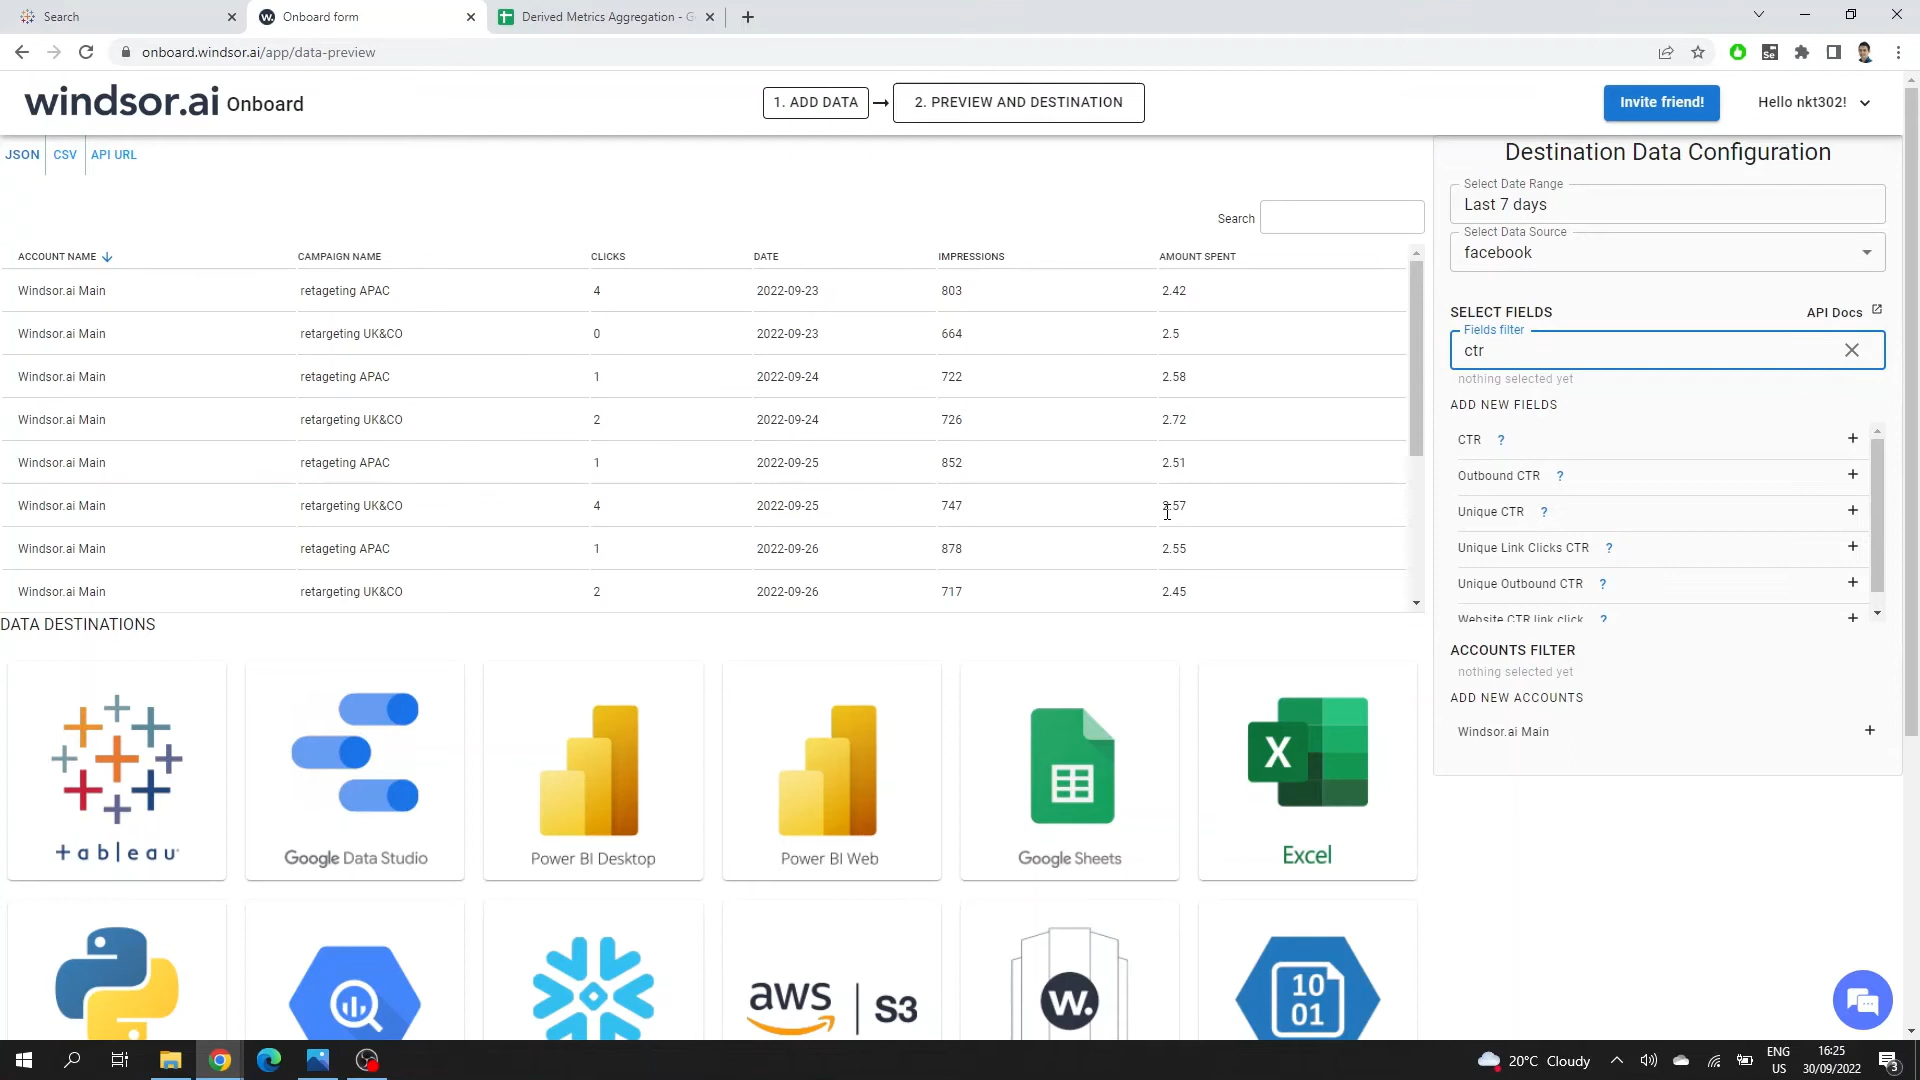 Search
Onboard form
Derived Metrics Aggregation - G
onboard.windsor.ai/app/data-preview
Se
windsor.ai Onboard
1. ADD DATA
2. PREVIEW AND DESTINATION
Invite friend!
Hello nkt302!
JSON
CSV
API URL
Search
ACCOUNT NAME CAMPAIGN NAME CLICKS DATE IMPRESSIONS AMOUNT SPENT
Windsor.ai Main retageting APAC 4 2022-09-23 803 2.42
Windsor.ai Main retargeting UK&CO 0 2022-09-23 664 2.5
Windsor.ai Main retageting APAC 1 2022-09-24 722 2.58
Windsor.ai Main retargeting UK&CO 2 2022-09-24 726 2.72
Windsor.ai Main retageting APAC 1 2022-09-25 852 2.51
Windsor.ai Main retargeting UK&CO 4 2022-09-25 747 2.57
Windsor.ai Main retageting APAC 1 2022-09-26 878 2.55
Windsor.ai Main retargeting UK&CO 2 2022-09-26 717 2.45
Destination Data Configuration
Select Date Range
Last 7 days
Select Data Source
facebook
SELECT FIELDS API Docs
Fields filter
ctr
nothing selected yet
ADD NEW FIELDS
CTR ? +
Outbound CTR ? +
Unique CTR ? +
Unique Link Clicks CTR ? +
Unique Outbound CTR ? +
Website CTR link click ? +
ACCOUNTS FILTER
nothing selected yet
ADD NEW ACCOUNTS
Windsor.ai Main +
DATA DESTINATIONS
+ableau
Google Data Studio
Power BI Desktop
Power BI Web
Google Sheets
X
Excel
aws | S3
W.
10
01
20°C Cloudy
ENG
US
16:25
30/09/2022
3